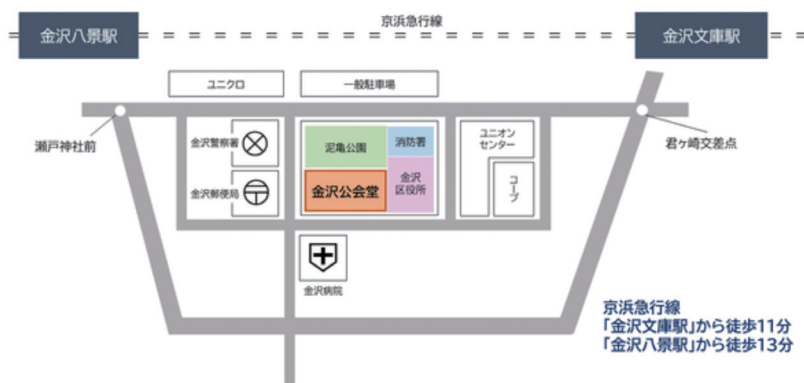 京浜急行線
金沢八景駅
金沢文庫駅
ユニクロ
一般駐車場
瀬戸神社前
君ヶ崎交差点
金沢警察署
泥亀公園
消防署
ユニオン
センター
金沢郵便局
金沢公会堂
金沢
区役所
コープ
金沢病院
京浜急行線
「金沢文庫駅」から徒歩11分
「金沢八景駅」から徒歩13分